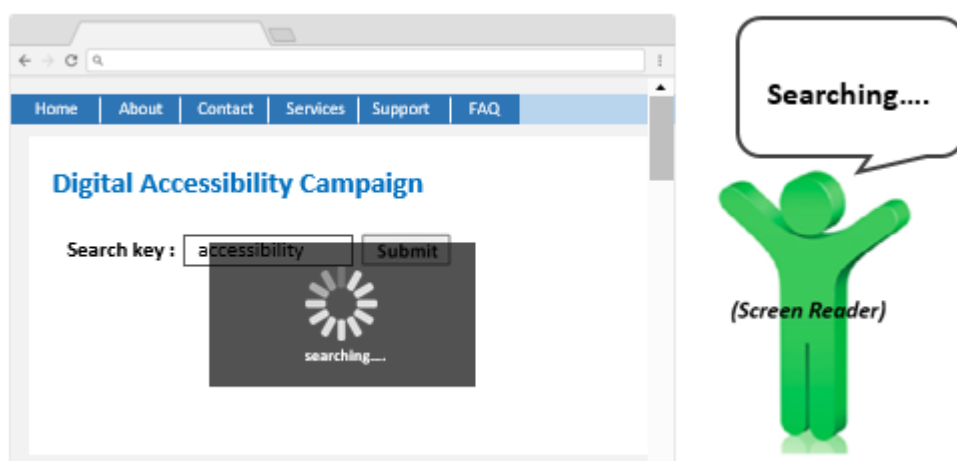 Home About Contact Services Support FAQ
Digital Accessibility Campaign
Search key : accessibility Submit
searching....
Searching....
(Screen Reader)